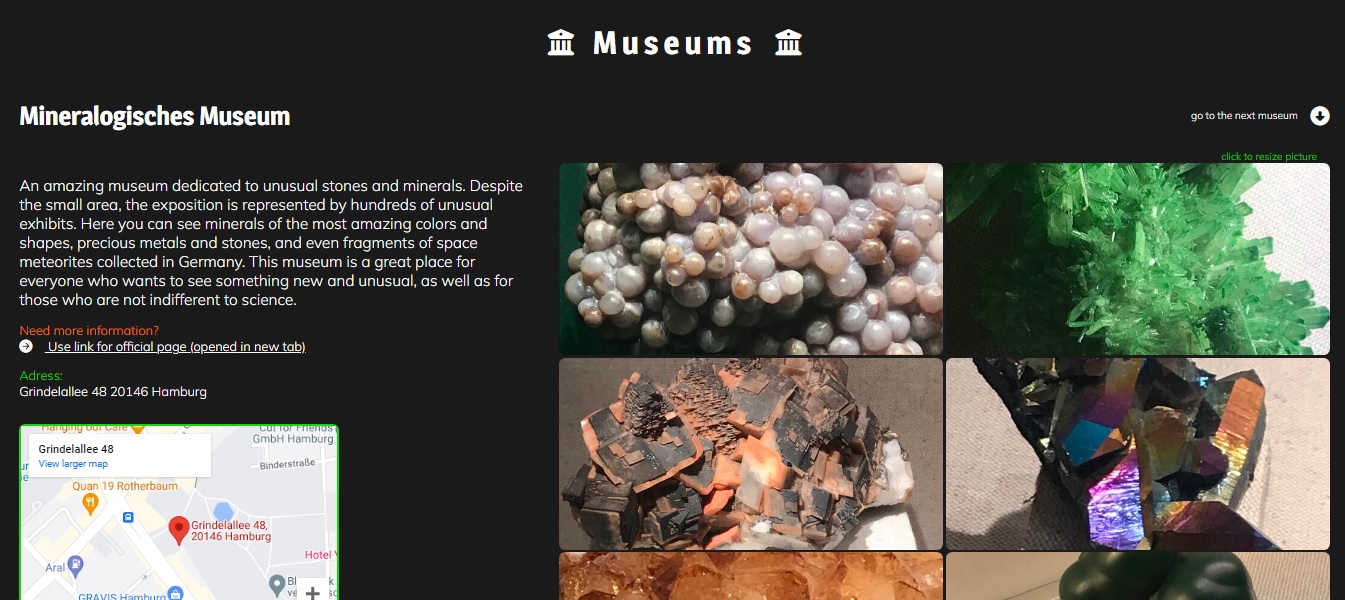 Museums
Mineralogisches Museum
go to the next museum
click to resize picture
An amazing museum dedicated to unusual stones and minerals. Despite
the small area, the exposition is represented by hundreds of unusual
exhibits. Here you can see minerals of the most amazing colors and
shapes, precious metals and stones, and even fragments of space
meteorites collected in Germany. This museum is a great place for
everyone who wants to see something new and unusual, as well as for
those who are not indifferent to science.
Need more information?
Use link for official page (opened in new tab)
Adress:
Grindelallee 48 20146 Hamburg
Hanging out Cafe
Cut for Friends
GmbH Hamburg
Grindelallee 48
View larger map
Binderstraße
Quan 19 Rotherbaum
Grindelallee 48,
20146 Hamburg
Hotel
Aral
GRAVIS Hamburg
+